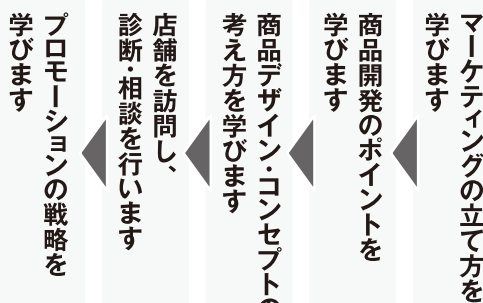 マーケティングの立て方を
学びます
商品開発のポイントを
学びます
商品デザイン・コンセプトの
考え方を学びます
店舗を訪問し、
診断・相談を行います
プロモーションの戦略を
学びます